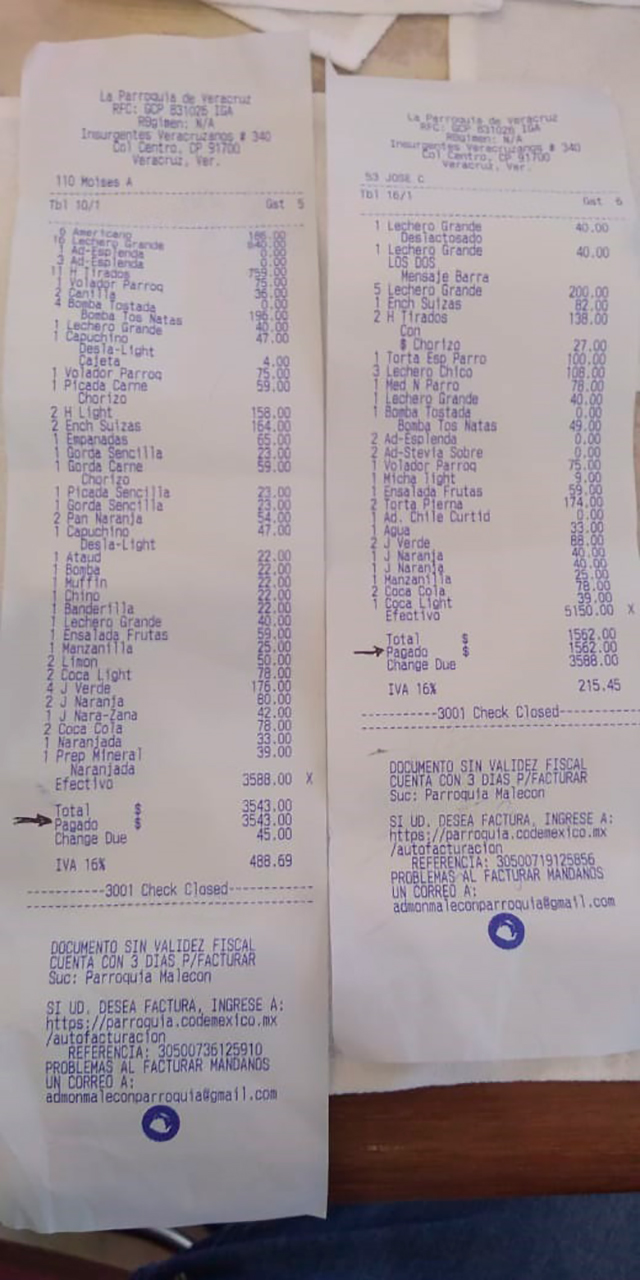 La Parroquia de Veracruz
RFC: GCP 831026 IGA
Régimen: N/A
Insurgentes Veracruzanos # 340
Col Centro, CP 91700
Veracruz, Ver.
110 Moises A
Tbl 10/1 Gst 5
6 Americano 186.00
16 Lechero Grande 640.00
1 Ad-Esplenda 0.00
3 Ad-Esplenda 0.00
11 H Tirados 759.00
1 Volador Parroq 75.00
2 Canilla 36.00
4 Bomba Tostada 0.00
Bomba Tos Natas 196.00
1 Lechero Grande 40.00
1 Capuchino 47.00
Desla-Light
Cajeta 4.00
1 Volador Parroq 75.00
1 Picada Carne 59.00
Chorizo
2 H Light 158.00
2 Ench Suizas 164.00
1 Empanadas 65.00
1 Gorda Sencilla 23.00
1 Gorda Carne 59.00
Chorizo
1 Picada Sencilla 23.00
1 Gorda Sencilla 23.00
2 Pan Naranja 54.00
1 Capuchino 47.00
Desla-Light
1 Ataud 22.00
1 Bomba 22.00
1 Muffin 22.00
1 Chino 22.00
1 Banderilla 22.00
1 Lechero Grande 40.00
1 Ensalada Frutas 59.00
1 Manzanilla 25.00
2 Limon 50.00
2 Coca Light 78.00
4 J Verde 176.00
2 J Naranja 80.00
1 J Nara-Zana 42.00
2 Coca Cola 78.00
1 Naranjada 33.00
1 Prep Mineral 39.00
Naranjada
Efectivo 3588.00 X
Total $ 3543.00
Pagado $ 3543.00
Change Due 45.00
IVA 16% 488.69
3001 Check Closed
DOCUMENTO SIN VALIDEZ FISCAL
CUENTA CON 3 DIAS P/FACTURAR
Suc: Parroquia Malecon
SI UD. DESEA FACTURA, INGRESE A:
https://parroquia.codemexico.mx
/autofacturacion
REFERENCIA: 30500736125910
PROBLEMAS AL FACTURAR MANDANOS
UN CORREO A:
admonmaleconparroquia@gmail.com
La Parroquia de Veracruz
RFC: GCP 831026 IGA
Régimen: N/A
Insurgentes Veracruzanos # 340
Col Centro, CP 91700
Veracruz, Ver.
53 JOSE C
Tbl 16/1 Gst 6
1 Lechero Grande 40.00
Deslactosado
1 Lechero Grande 40.00
LOS DOS
Mensaje Barra
5 Lechero Grande 200.00
1 Ench Suizas 82.00
2 H Tirados 138.00
Con
$ Chorizo 27.00
1 Torta Esp Parro 100.00
3 Lechero Chico 108.00
1 Med N Parro 78.00
1 Lechero Grande 40.00
1 Bomba Tostada 0.00
Bomba Tos Natas 49.00
2 Ad-Esplenda 0.00
2 Ad-Stevia Sobre 0.00
1 Volador Parroq 75.00
1 Micha light 9.00
1 Ensalada Frutas 59.00
2 Torta Pierna 174.00
1 Ad. Chile Curtid 0.00
1 Agua 33.00
2 J Verde 88.00
1 J Naranja 40.00
1 J Naranja 40.00
1 Manzanilla 25.00
2 Coca Cola 78.00
1 Coca Light 39.00
Efectivo 5150.00 X
Total $ 1562.00
Pagado $ 1562.00
Change Due 3588.00
IVA 16% 215.45
3001 Check Closed
DOCUMENTO SIN VALIDEZ FISCAL
CUENTA CON 3 DIAS P/FACTURAR
Suc: Parroquia Malecon
SI UD. DESEA FACTURA, INGRESE A:
https://parroquia.codemexico.mx
/autofacturacion
REFERENCIA: 30500719125856
PROBLEMAS AL FACTURAR MANDANOS
UN CORREO A:
admonmaleconparroquia@gmail.com